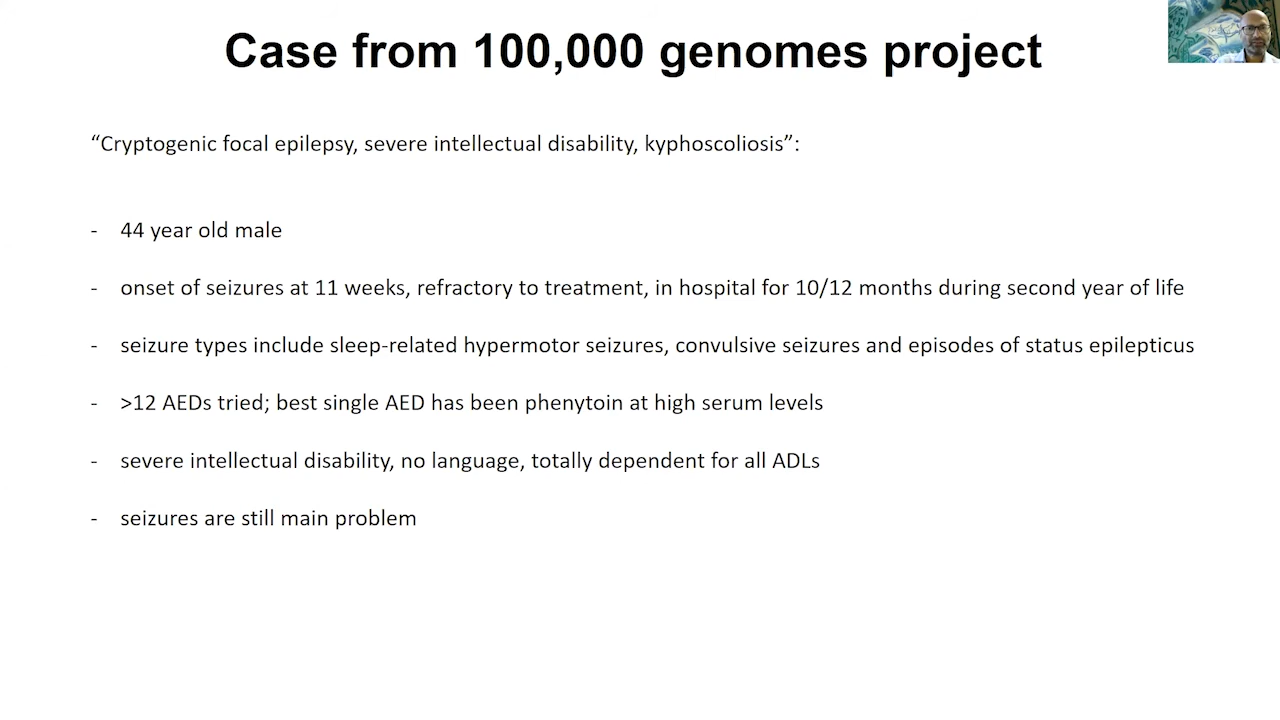 Case from 100,000 genomes project
“Cryptogenic focal epilepsy, severe intellectual disability, kyphoscoliosis”:
- 44 year old male
- onset of seizures at 11 weeks, refractory to treatment, in hospital for 10/12 months during second year of life
- seizure types include sleep-related hypermotor seizures, convulsive seizures and episodes of status epilepticus
- >12 AEDs tried; best single AED has been phenytoin at high serum levels
- severe intellectual disability, no language, totally dependent for all ADLs
- seizures are still main problem